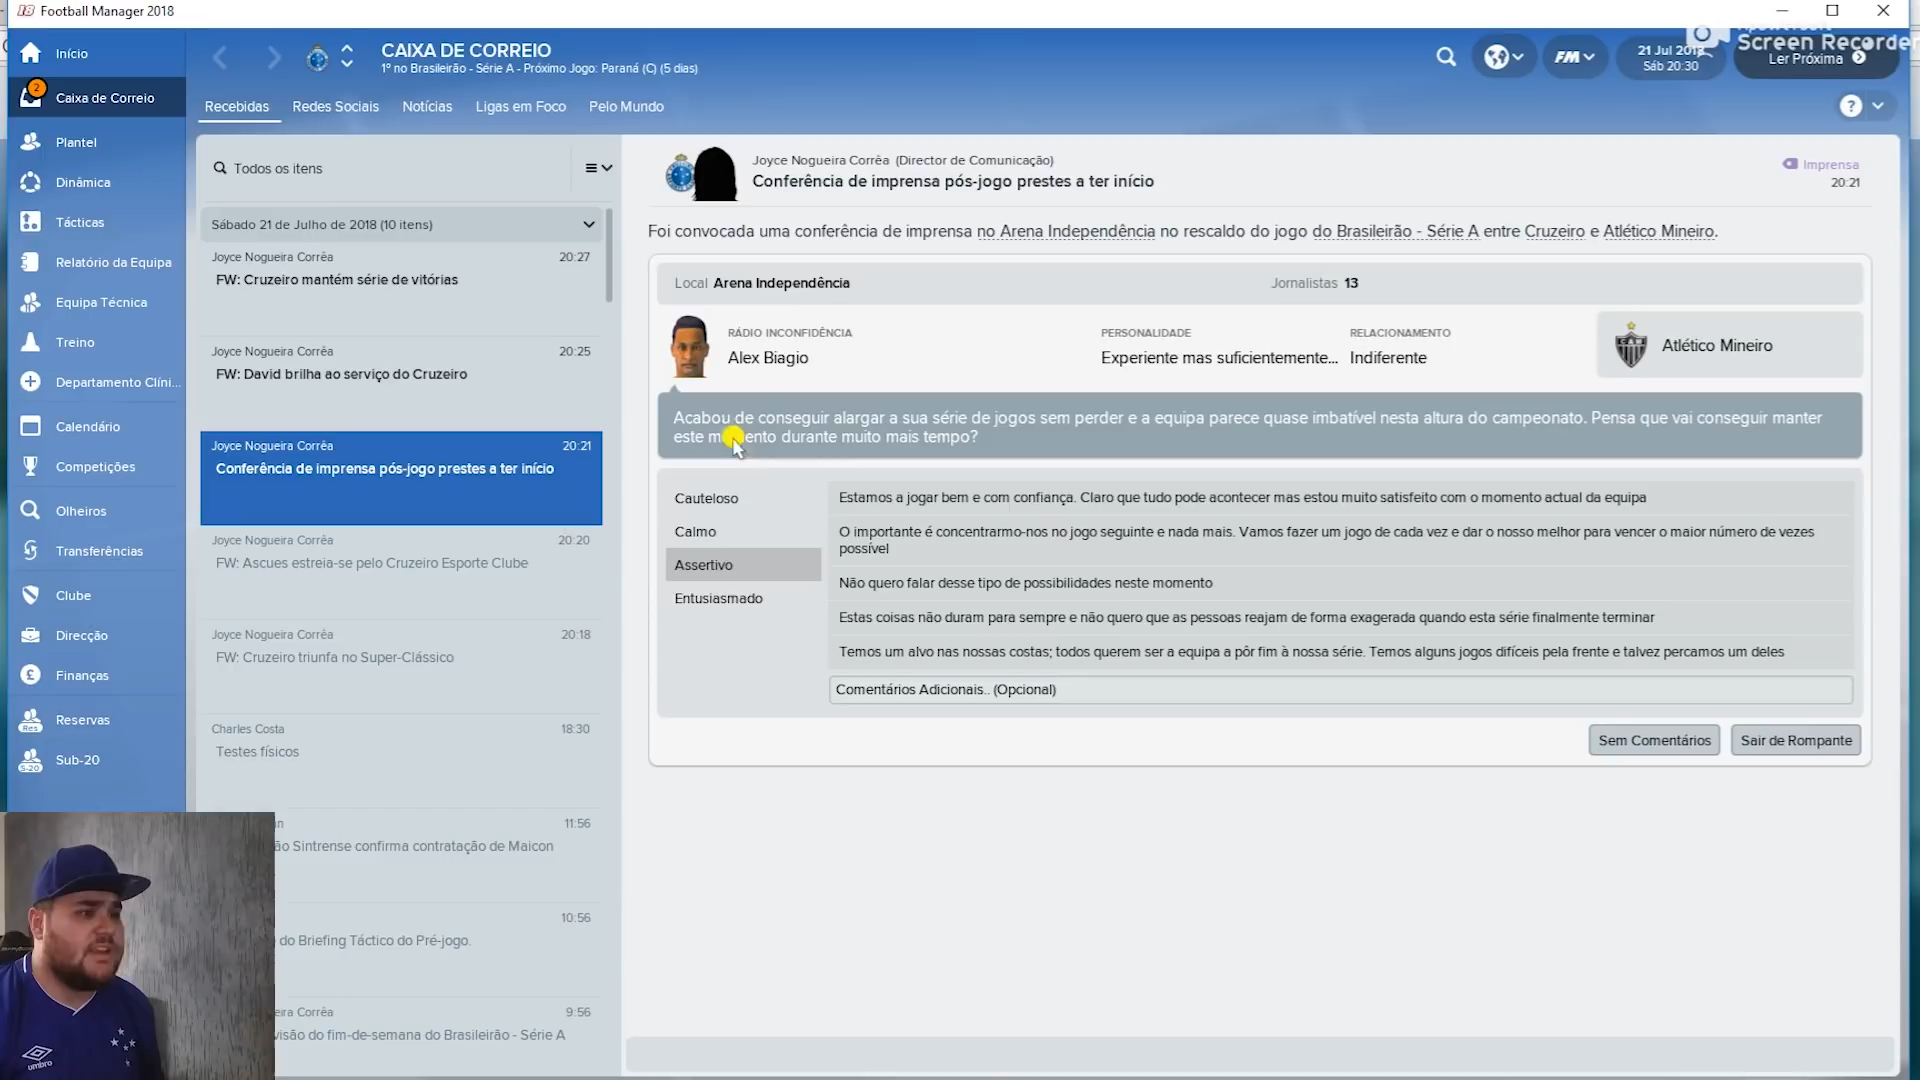 Football Manager 2018
Screen Recorder
Início
Caixa de Correio
2
Plantel
Dinâmica
Tácticas
Relatório da Equipa
Equipa Técnica
Treino
Departamento Clíni...
Calendário
Competições
Olheiros
Transferências
Clube
Direcção
Finanças
Reservas
Res
Sub-20
S-20
CAIXA DE CORREIO
1º no Brasileirão - Série A - Próximo Jogo: Paraná (C) (5 dias)
FM
21 Jul 2018
Sáb 20:30
Ler Próxima
Recebidas
Redes Sociais
Notícias
Ligas em Foco
Pelo Mundo
?
Todos os itens
Sábado 21 de Julho de 2018 (10 itens)
Joyce Nogueira Corrêa 20:27
FW: Cruzeiro mantém série de vitórias
Joyce Nogueira Corrêa 20:25
FW: David brilha ao serviço do Cruzeiro
Joyce Nogueira Corrêa 20:21
Conferência de imprensa pós-jogo prestes a ter início
Joyce Nogueira Corrêa 20:20
FW: Ascues estreia-se pelo Cruzeiro Esporte Clube
Joyce Nogueira Corrêa 20:18
FW: Cruzeiro triunfa no Super-Clássico
Charles Costa 18:30
Testes físicos
11:56
Sintrense confirma contratação de Maicon
10:56
do Briefing Táctico do Pré-jogo.
Corrêa 9:56
do fim-de-semana do Brasileirão - Série A
umbro
Joyce Nogueira Corrêa (Director de Comunicação)
Conferência de imprensa pós-jogo prestes a ter início
Imprensa
20:21
Foi convocada uma conferência de imprensa no Arena Independência no rescaldo do jogo do Brasileirão - Série A entre Cruzeiro e Atlético Mineiro.
Local Arena Independência
Jornalistas 13
RÁDIO INCONFIDÊNCIA
Alex Biagio
PERSONALIDADE
Experiente mas suficientemente...
RELACIONAMENTO
Indiferente
Atlético Mineiro
Acabou de conseguir alargar a sua série de jogos sem perder e a equipa parece quase imbatível nesta altura do campeonato. Pensa que vai conseguir manter
este momento durante muito mais tempo?
Cauteloso
Calmo
Assertivo
Entusiasmado
Estamos a jogar bem e com confiança. Claro que tudo pode acontecer mas estou muito satisfeito com o momento actual da equipa
O importante é concentrarmo-nos no jogo seguinte e nada mais. Vamos fazer um jogo de cada vez e dar o nosso melhor para vencer o maior número de vezes
possível
Não quero falar desse tipo de possibilidades neste momento
Estas coisas não duram para sempre e não quero que as pessoas reajam de forma exagerada quando esta série finalmente terminar
Temos um alvo nas nossas costas; todos querem ser a equipa a pôr fim à nossa série. Temos alguns jogos difíceis pela frente e talvez percamos um deles
Comentários Adicionais.. (Opcional)
Sem Comentários
Sair de Rompante